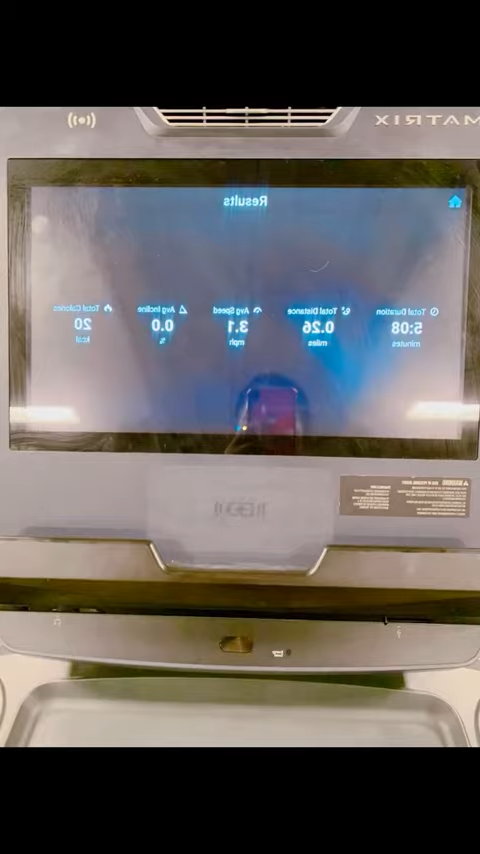 MATRIX
Results
Total Duration
5:08
minutes
Total Distance
0.26
miles
Avg Speed
3.1
mph
Avg Incline
0.0
%
Total Calories
20
kcal
WARNING